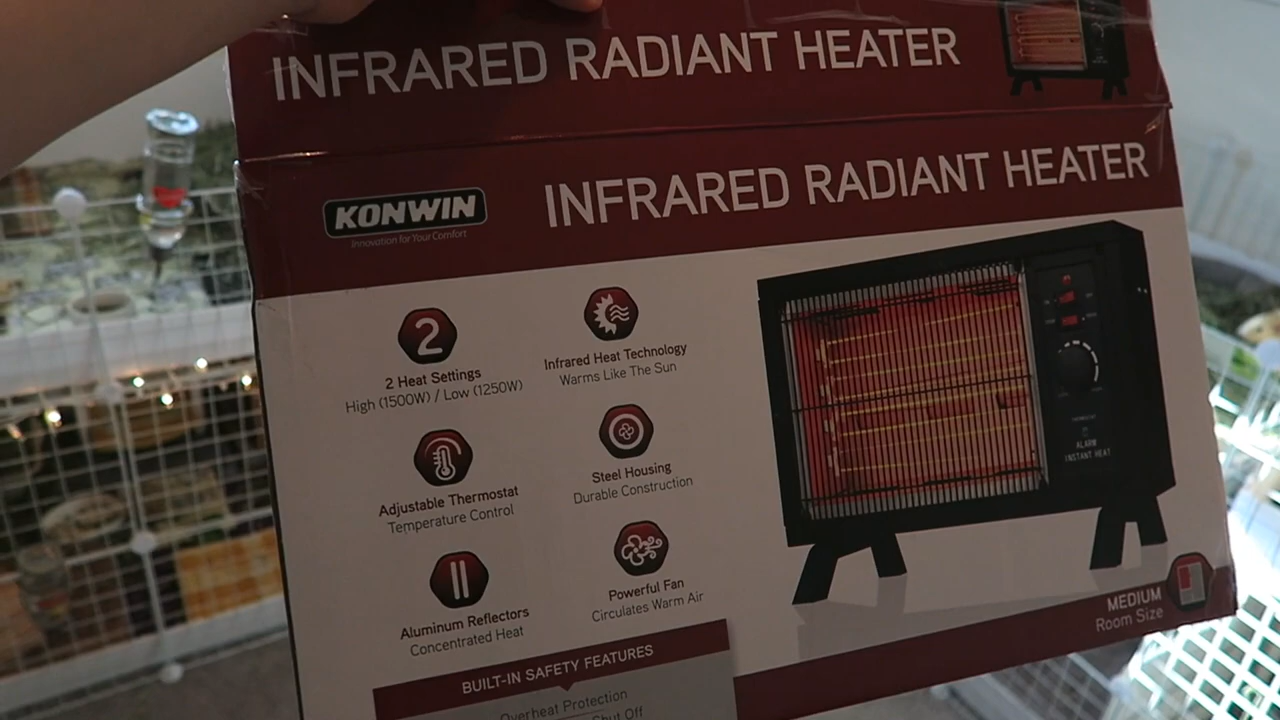 INFRARED RADIANT HEATER
KONWIN
Innovation for Your Comfort
INFRARED RADIANT HEATER
2
2 Heat Settings
High (1500W) / Low (1250W)
Infrared Heat Technology
Warms Like The Sun
Adjustable Thermostat
Temperature Control
Steel Housing
Durable Construction
Aluminum Reflectors
Concentrated Heat
Powerful Fan
Circulates Warm Air
ALARM
INSTANT HEAT
MEDIUM
Room Size
BUILT-IN SAFETY FEATURES
Overheat Protection
Shut Off